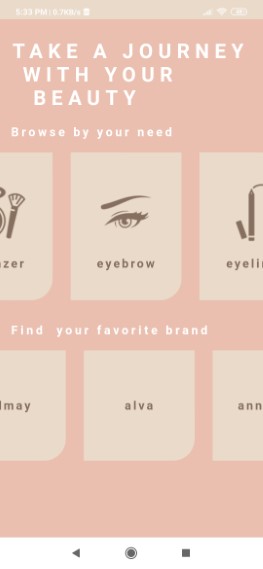 5:33 PM | 0.7KB/s
TAKE A JOURNEY
WITH YOUR
BEAUTY
Browse by your need
zer
eyebrow
eyeli
Find your favorite brand
lmay
alva
ann